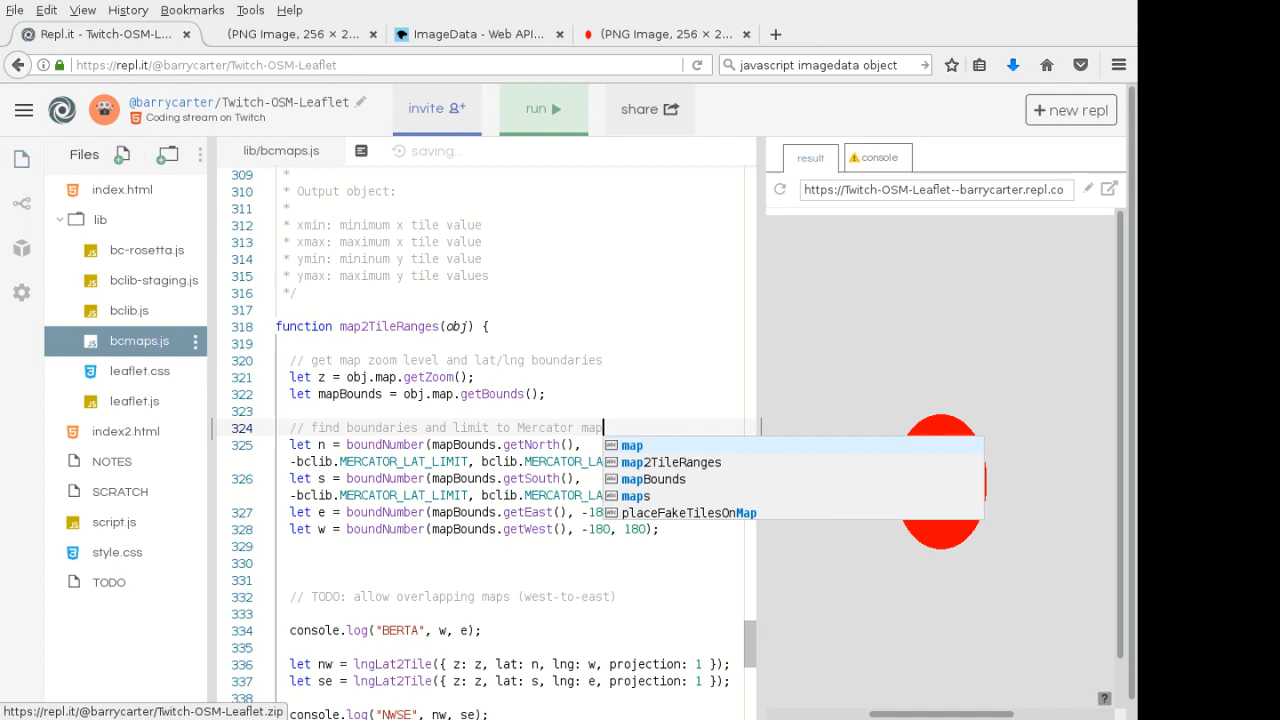 File Edit View History Bookmarks Tools Help
Repl.it - Twitch-OSM-L… × (PNG Image, 256 × 2… × ImageData - Web API… × (PNG Image, 256 × 2… × +
https://repl.it/@barrycarter/Twitch-OSM-Leaflet
javascript imagedata object
@barrycarter/Twitch-OSM-Leaflet
Coding stream on Twitch
invite
run
share
+ new repl
Files
lib/bcmaps.js
saving...
result
console
https://Twitch-OSM-Leaflet--barrycarter.repl.co
index.html
lib
bc-rosetta.js
bclib-staging.js
bclib.js
bcmaps.js
leaflet.css
leaflet.js
index2.html
NOTES
SCRATCH
script.js
style.css
TODO
309 *
310 * Output object:
311 *
312 * xmin: minimum x tile value
313 * xmax: maximum x tile value
314 * ymin: mininum y tile value
315 * ymax: maximum y tile values
316 */
317
318 function map2TileRanges(obj) {
319
320 // get map zoom level and lat/lng boundaries
321 let z = obj.map.getZoom();
322 let mapBounds = obj.map.getBounds();
323
324 // find boundaries and limit to Mercator map
325 let n = boundNumber(mapBounds.getNorth(),
-bclib.MERCATOR_LAT_LIMIT, bclib.MERCATOR_LA
326 let s = boundNumber(mapBounds.getSouth(),
-bclib.MERCATOR_LAT_LIMIT, bclib.MERCATOR_LA
327 let e = boundNumber(mapBounds.getEast(), -18
328 let w = boundNumber(mapBounds.getWest(), -180, 180);
329
330
331
332 // TODO: allow overlapping maps (west-to-east)
333
334 console.log("BERTA", w, e);
335
336 let nw = lngLat2Tile({ z: z, lat: n, lng: w, projection: 1 });
337 let se = lngLat2Tile({ z: z, lat: s, lng: e, projection: 1 });
338
console.log("NWSE", nw, se);
abc map
abc map2TileRanges
abc mapBounds
abc maps
abc placeFakeTilesOnMap
?
https://repl.it/@barrycarter/Twitch-OSM-Leaflet.zip